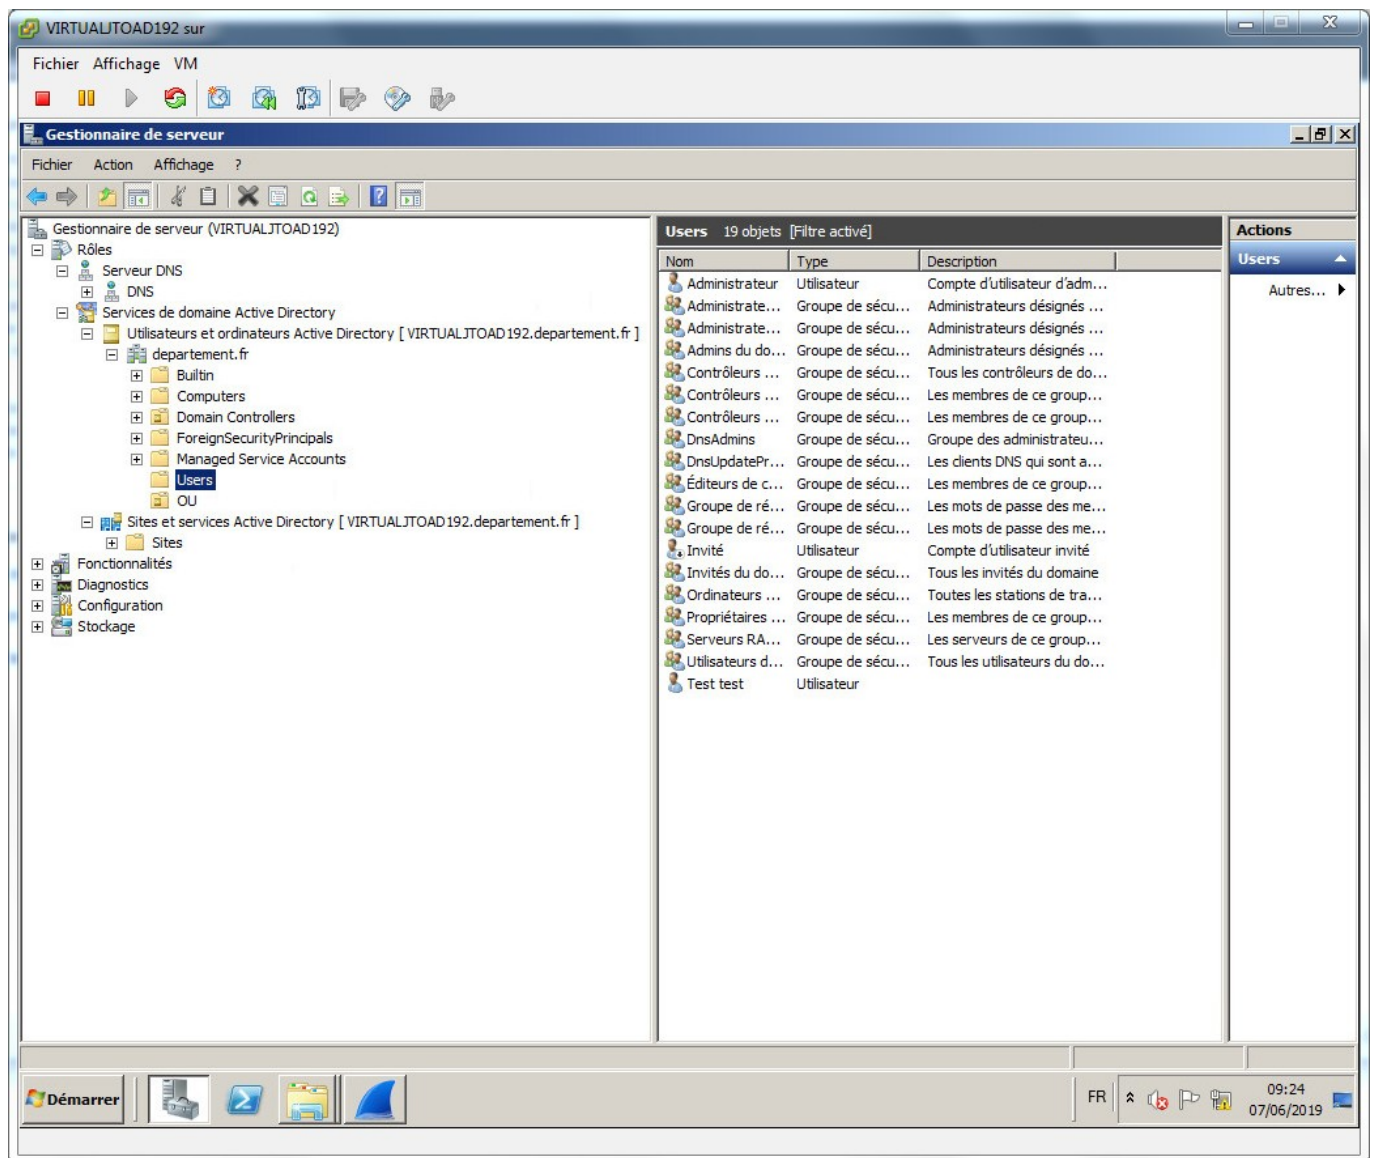 VIRTUALJTOAD192 sur
Fichier Affichage VM
Gestionnaire de serveur
Fichier Action Affichage ?
Gestionnaire de serveur (VIRTUALJTOAD192)
Rôles
Serveur DNS
DNS
Services de domaine Active Directory
Utilisateurs et ordinateurs Active Directory [ VIRTUALJTOAD192.departement.fr ]
departement.fr
Builtin
Computers
Domain Controllers
ForeignSecurityPrincipals
Managed Service Accounts
Users
OU
Sites et services Active Directory [ VIRTUALJTOAD192.departement.fr ]
Sites
Fonctionnalités
Diagnostics
Configuration
Stockage
Users 19 objets [Filtre activé]
Nom Type Description
Administrateur Utilisateur Compte d'utilisateur d'adm...
Administrate... Groupe de sécu... Administrateurs désignés ...
Administrate... Groupe de sécu... Administrateurs désignés ...
Admins du do... Groupe de sécu... Administrateurs désignés ...
Contrôleurs ... Groupe de sécu... Tous les contrôleurs de do...
Contrôleurs ... Groupe de sécu... Les membres de ce group...
Contrôleurs ... Groupe de sécu... Les membres de ce group...
DnsAdmins Groupe de sécu... Groupe des administrateu...
DnsUpdatePr... Groupe de sécu... Les clients DNS qui sont a...
Éditeurs de c... Groupe de sécu... Les membres de ce group...
Groupe de ré... Groupe de sécu... Les mots de passe des me...
Groupe de ré... Groupe de sécu... Les mots de passe des me...
Invité Utilisateur Compte d'utilisateur invité
Invités du do... Groupe de sécu... Tous les invités du domaine
Ordinateurs ... Groupe de sécu... Toutes les stations de tra...
Propriétaires ... Groupe de sécu... Les membres de ce group...
Serveurs RA... Groupe de sécu... Les serveurs de ce group...
Utilisateurs d... Groupe de sécu... Tous les utilisateurs du do...
Test test Utilisateur
Actions
Users
Autres...
Démarrer
FR
09:24
07/06/2019